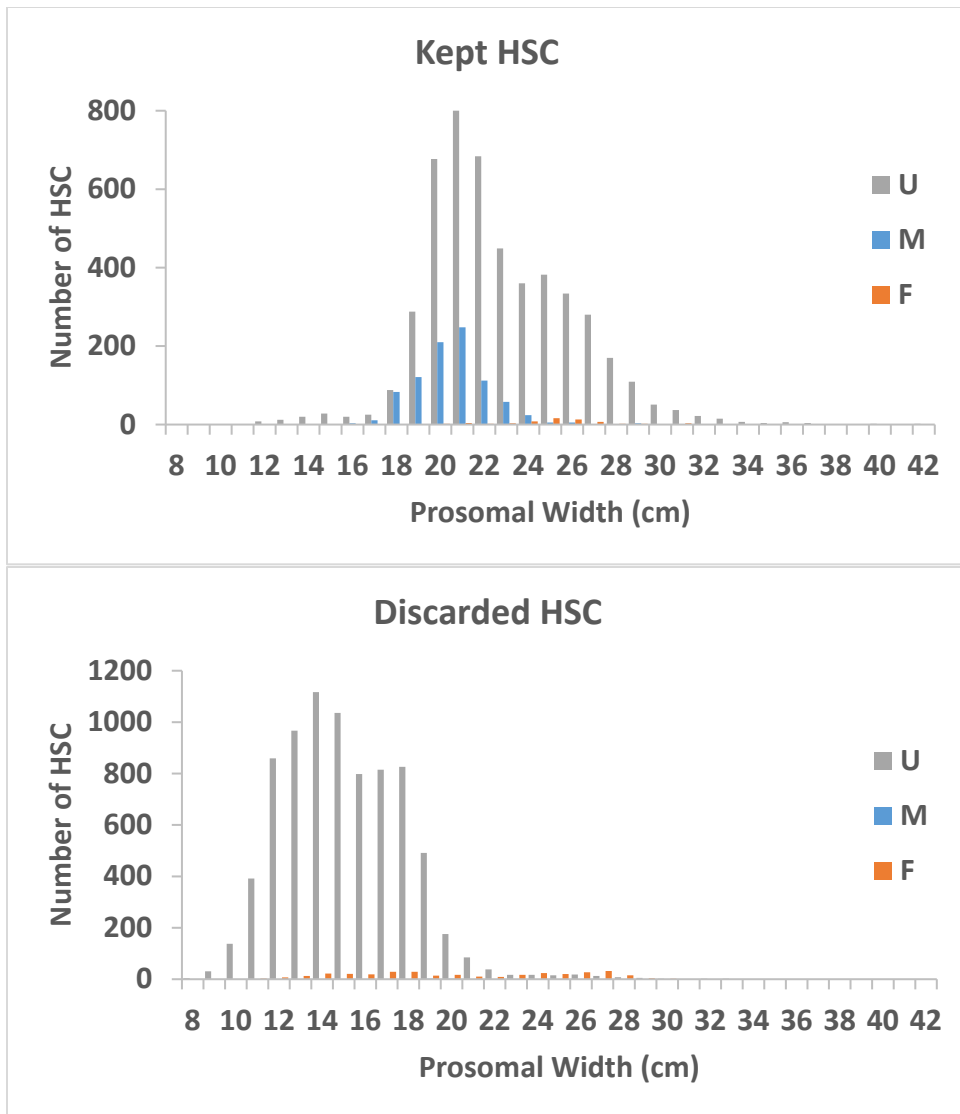 Kept HSC
800
600
400
200
0
Number of HSC
U
M
F
8 10 12 14 16 18 20 22 24 26 28 30 32 34 36 38 40 42
Prosomal Width (cm)
Discarded HSC
1200
1000
800
600
400
200
0
Number of HSC
U
M
F
8 10 12 14 16 18 20 22 24 26 28 30 32 34 36 38 40 42
Prosomal Width (cm)